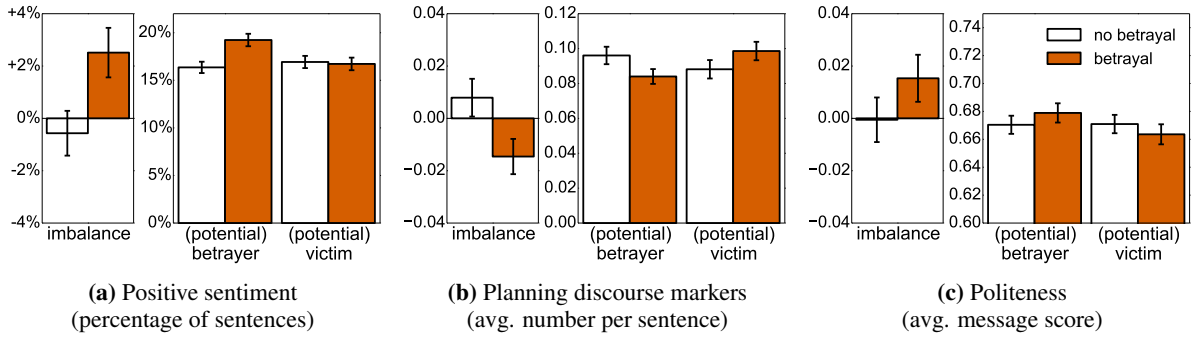 +4%
+2%
0%
−2%
−4%
imbalance
20%
15%
10%
5%
0%
(potential) betrayer
(potential) victim
(a) Positive sentiment
(percentage of sentences)
0.04
0.02
0.00
−0.02
−0.04
imbalance
0.12
0.10
0.08
0.06
0.04
0.02
0.00
(potential) betrayer
(potential) victim
(b) Planning discourse markers
(avg. number per sentence)
0.04
0.02
0.00
−0.02
−0.04
imbalance
0.74
0.72
0.70
0.68
0.66
0.64
0.62
0.60
no betrayal
betrayal
(potential) betrayer
(potential) victim
(c) Politeness
(avg. message score)